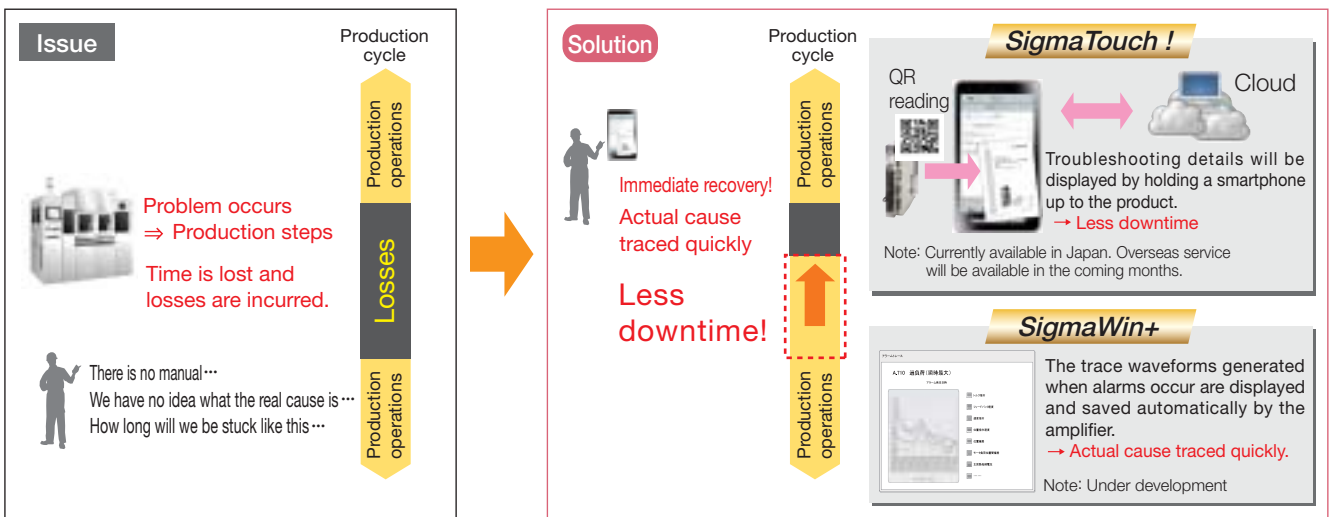 Issue
Production
cycle
Production
operations
Losses
Production
operations
Problem occurs
⇒ Production steps
Time is lost and
losses are incurred.
There is no manual···
We have no idea what the real cause is···
How long will we be stuck like this···
Solution
Production
cycle
Production
operations
Production
operations
Immediate recovery!
Actual cause
traced quickly
Less
downtime!
SigmaTouch !
QR
reading
Cloud
Troubleshooting details will be
displayed by holding a smartphone
up to the product.
→ Less downtime
Note: Currently available in Japan. Overseas service
will be available in the coming months.
SigmaWin+
A.710
The trace waveforms generated
when alarms occur are displayed
and saved automatically by the
amplifier.
→ Actual cause traced quickly.
Note: Under development